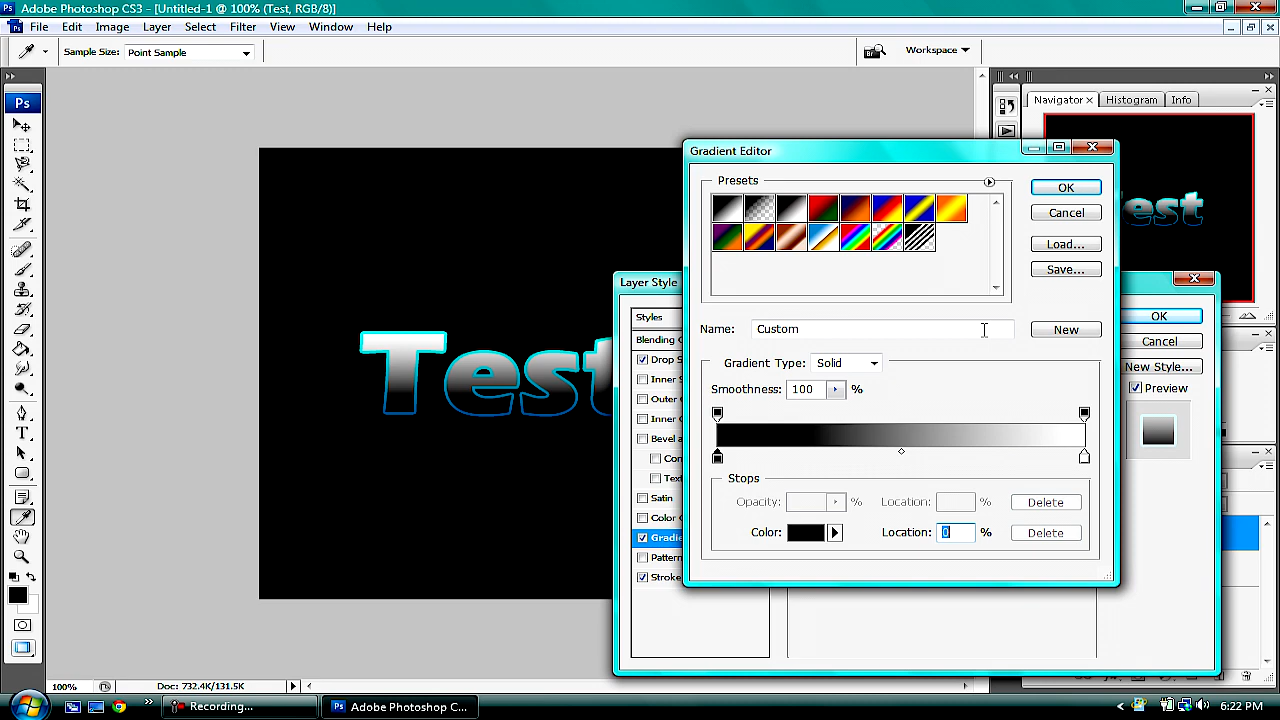 Adobe Photoshop CS3 - [Untitled-1 @ 100% (Test, RGB/8)]
File Edit Image Layer Select Filter View Window Help
Sample Size: Point Sample
Workspace
Ps
Navigator Histogram Info
Gradient Editor
Presets
OK
Cancel
Load...
Save...
Test
Layer Style
Styles
Blending
Drop S
Inner
Outer
Inner
Bevel a
Con
Tex
Satin
Color
Gradie
Pattern
Stroke
Name: Custom
New
Gradient Type: Solid
Smoothness: 100 %
Stops
Opacity: % Location: % Delete
Color: Location: 0 % Delete
OK
Cancel
New Style...
Preview
Test
100%
Doc: 732.4K/131.5K
Recording...
Adobe Photoshop C...
6:22 PM